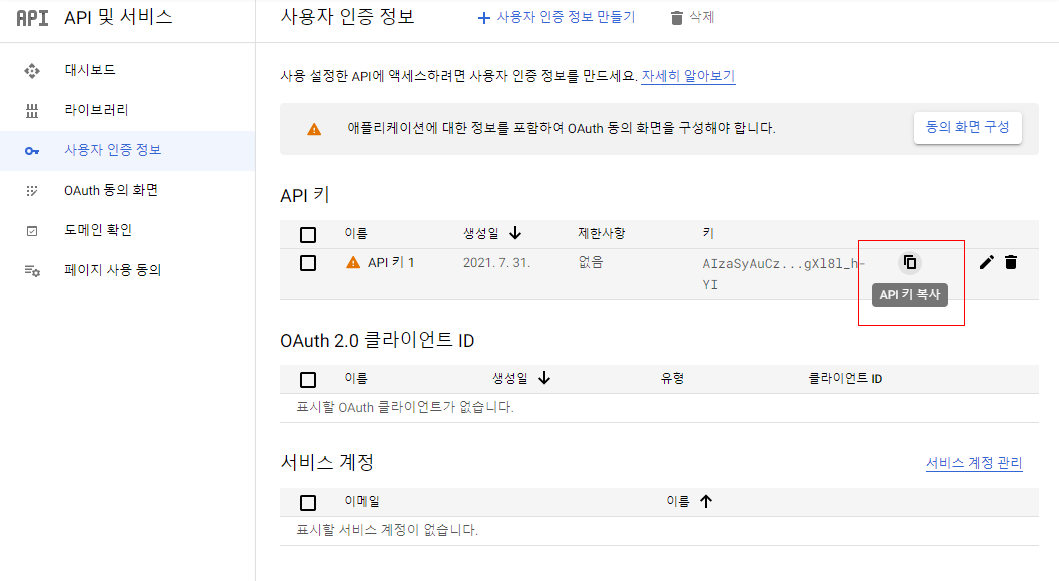 API API 및 서비스
사용자 인증 정보
사용자 인증 정보 만들기
삭제
대시보드
라이브러리
사용자 인증 정보
OAuth 동의 화면
도메인 확인
페이지 사용 동의
사용 설정한 API에 액세스하려면 사용자 인증 정보를 만드세요. 자세히 알아보기
애플리케이션에 대한 정보를 포함하여 OAuth 동의 화면을 구성해야 합니다.
동의 화면 구성
API 키
이름 생성일 제한사항 키
API 키 1 2021. 7. 31. 없음 AIzaSyAuCz...gXl8l_h-
YI
API 키 복사
OAuth 2.0 클라이언트 ID
이름 생성일 유형 클라이언트 ID
표시할 OAuth 클라이언트가 없습니다.
서비스 계정
서비스 계정 관리
이메일 이름
표시할 서비스 계정이 없습니다.